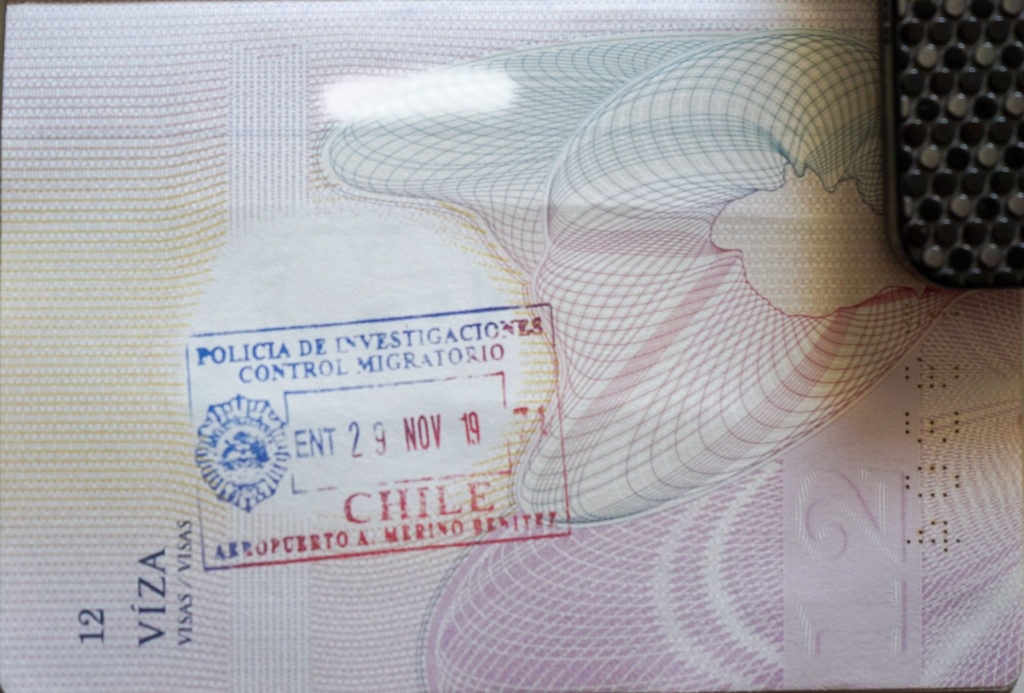 POLICIA DE INVESTIGACIONES
CONTROL MIGRATORIO
ENT 29 NOV 19
CHILE
AEROPUERTO A. MERINO BENITEZ
12
VÍZA
VISAS / VISAS
12